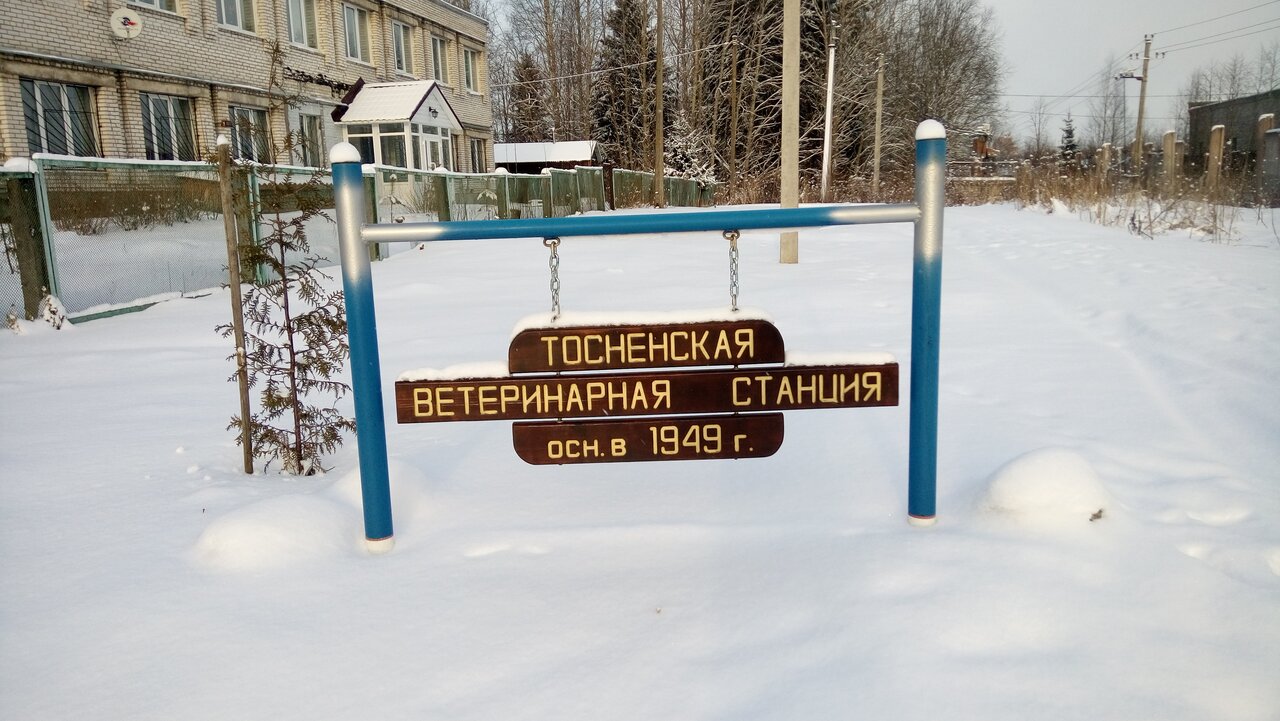 ТОСНЕНСКАЯ
ВЕТЕРИНАРНАЯ СТАНЦИЯ
ОСН. В 1949 Г.